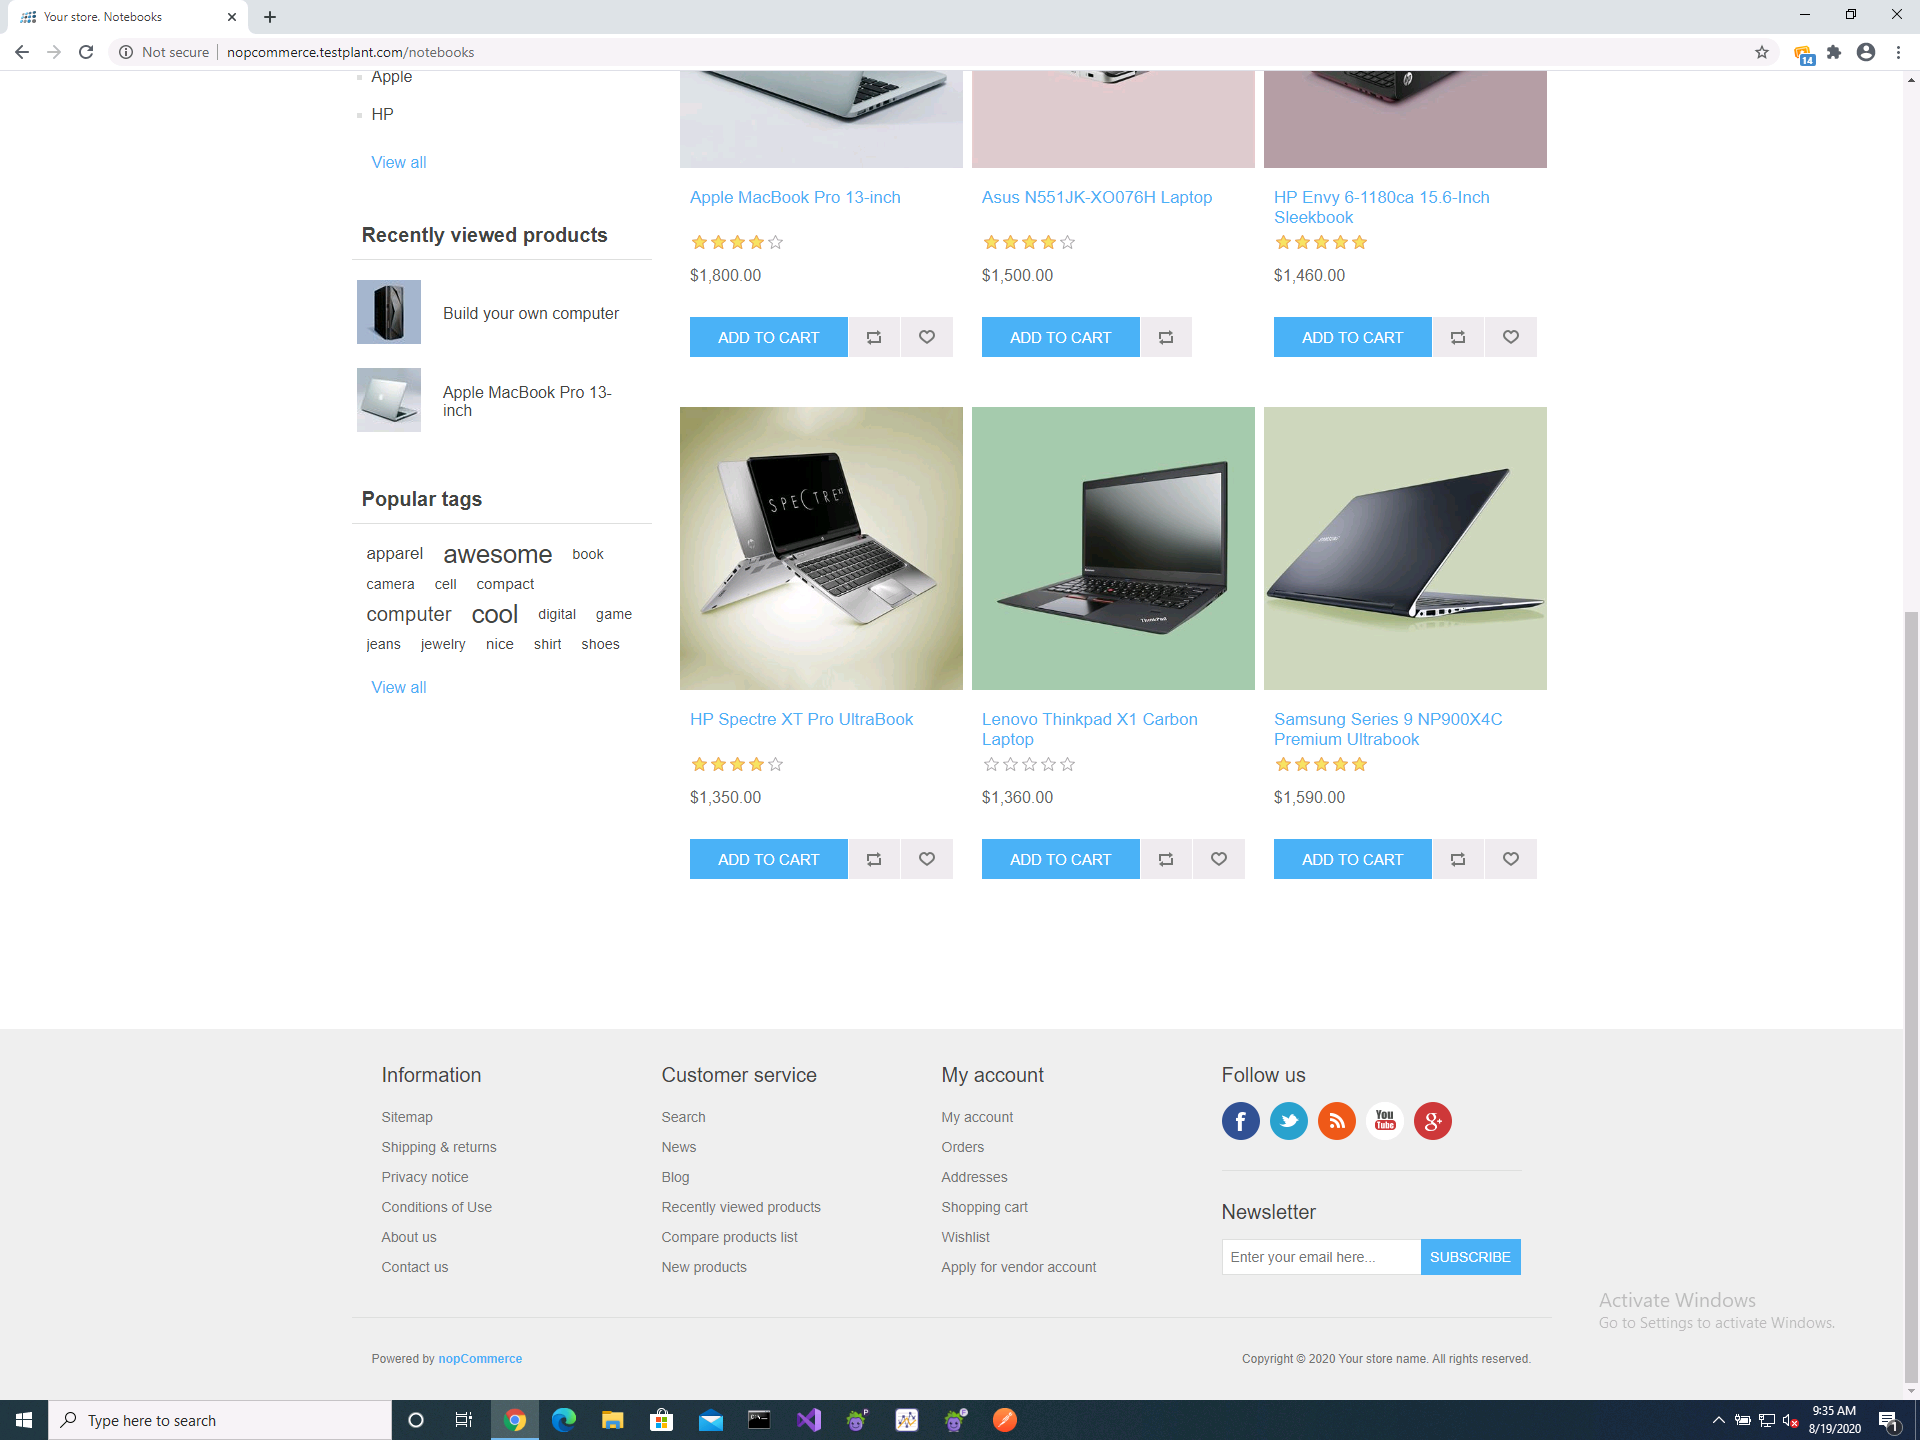 Your store. Notebooks
Not secure
nopcommerce.testplant.com/notebooks
14
Apple
HP
View all
Recently viewed products
Build your own computer
Apple MacBook Pro 13-
inch
Popular tags
apparel awesome book
camera cell compact
computer cool digital game
jeans jewelry nice shirt shoes
View all
Apple MacBook Pro 13-inch
$1,800.00
ADD TO CART
Asus N551JK-XO076H Laptop
$1,500.00
ADD TO CART
HP Envy 6-1180ca 15.6-Inch
Sleekbook
$1,460.00
ADD TO CART
SPECTRE XT
HP Spectre XT Pro UltraBook
$1,350.00
ADD TO CART
ThinkPad
Lenovo Thinkpad X1 Carbon
Laptop
$1,360.00
ADD TO CART
SAMSUNG
Samsung Series 9 NP900X4C
Premium Ultrabook
$1,590.00
ADD TO CART
Information
Sitemap
Shipping & returns
Privacy notice
Conditions of Use
About us
Contact us
Customer service
Search
News
Blog
Recently viewed products
Compare products list
New products
My account
My account
Orders
Addresses
Shopping cart
Wishlist
Apply for vendor account
Follow us
You
Tube
Newsletter
Enter your email here...
SUBSCRIBE
Activate Windows
Go to Settings to activate Windows.
Powered by nopCommerce
Copyright © 2020 Your store name. All rights reserved.
Type here to search
9:35 AM
8/19/2020
1